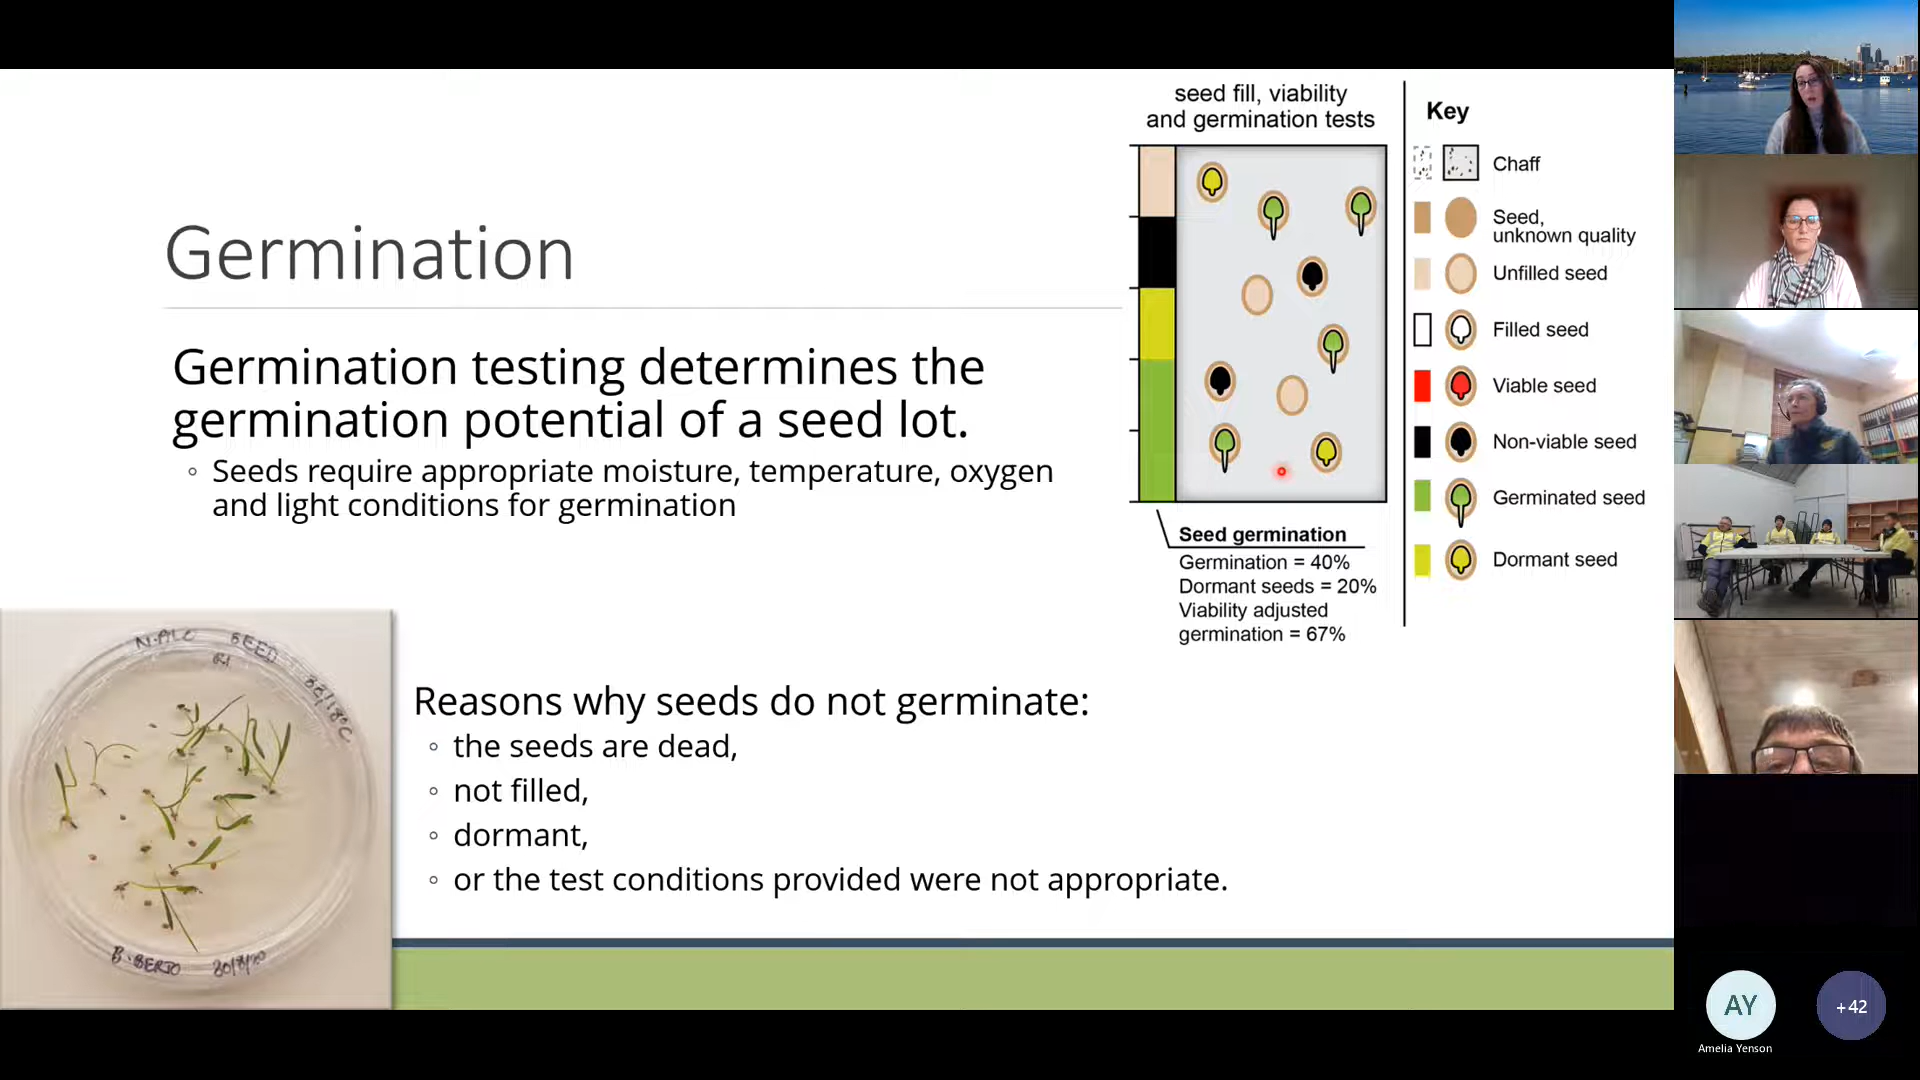 Germination
Germination testing determines the
germination potential of a seed lot.
◦ Seeds require appropriate moisture, temperature, oxygen
and light conditions for germination
seed fill, viability
and germination tests
Seed germination
Germination = 40%
Dormant seeds = 20%
Viability adjusted
germination = 67%
Key
Chaff
Seed,
unknown quality
Unfilled seed
Filled seed
Viable seed
Non-viable seed
Germinated seed
Dormant seed
SEED
B. BERTO
Reasons why seeds do not germinate:
◦ the seeds are dead,
◦ not filled,
◦ dormant,
◦ or the test conditions provided were not appropriate.
AY
Amelia Yenson
+42